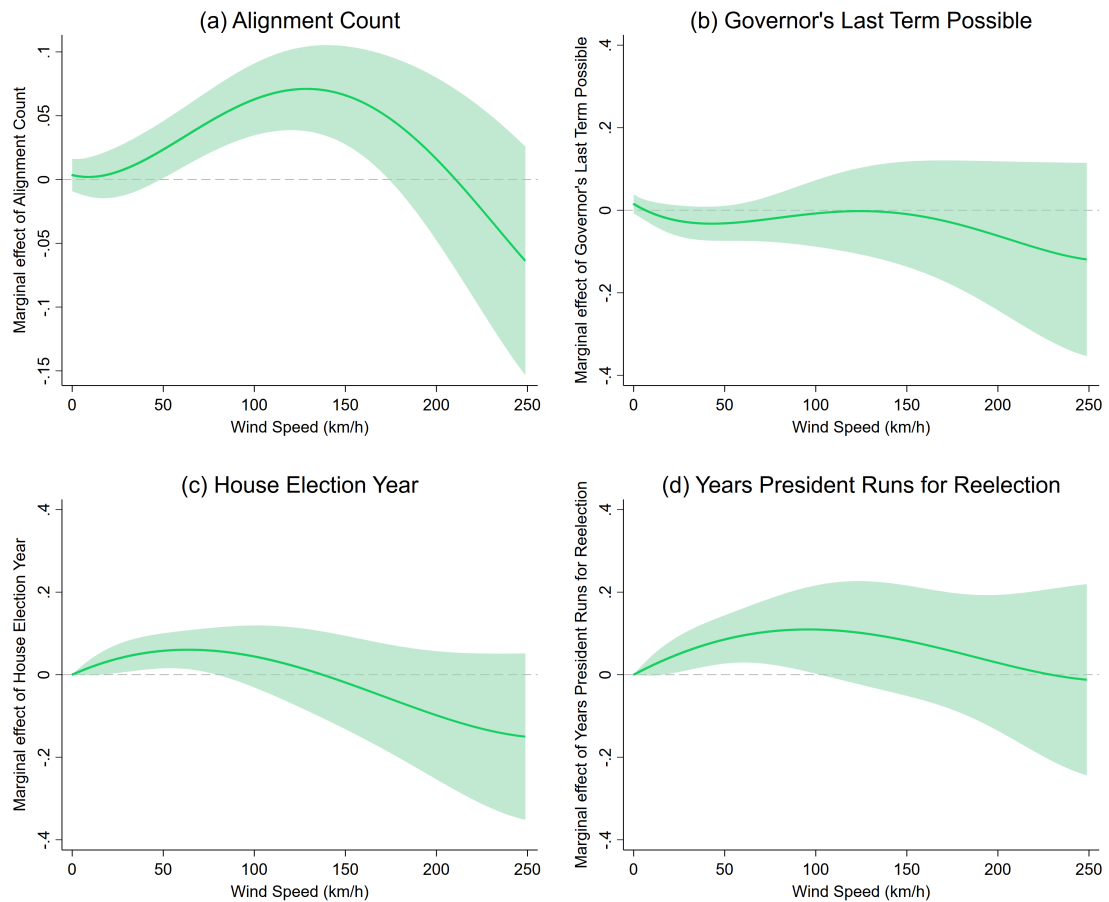 (a) Alignment Count
Marginal effect of Alignment Count
.1
.05
0
-.05
-.1
-.15
0 50 100 150 200 250
Wind Speed (km/h)
(b) Governor's Last Term Possible
Marginal effect of Governor's Last Term Possible
.4
.2
0
-.2
-.4
0 50 100 150 200 250
Wind Speed (km/h)
(c) House Election Year
Marginal effect of House Election Year
.4
.2
0
-.2
-.4
0 50 100 150 200 250
Wind Speed (km/h)
(d) Years President Runs for Reelection
Marginal effect of Years President Runs for Reelection
.4
.2
0
-.2
-.4
0 50 100 150 200 250
Wind Speed (km/h)